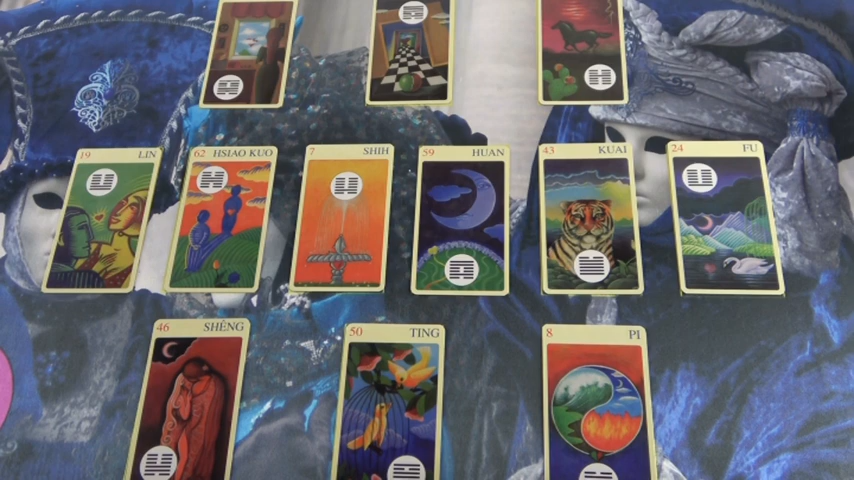 19 LIN
62 HSIAO KUO
7 SHIH
59 HUAN
43 KUAI
24 FU
46 SHÊNG
50 TING
8 PI